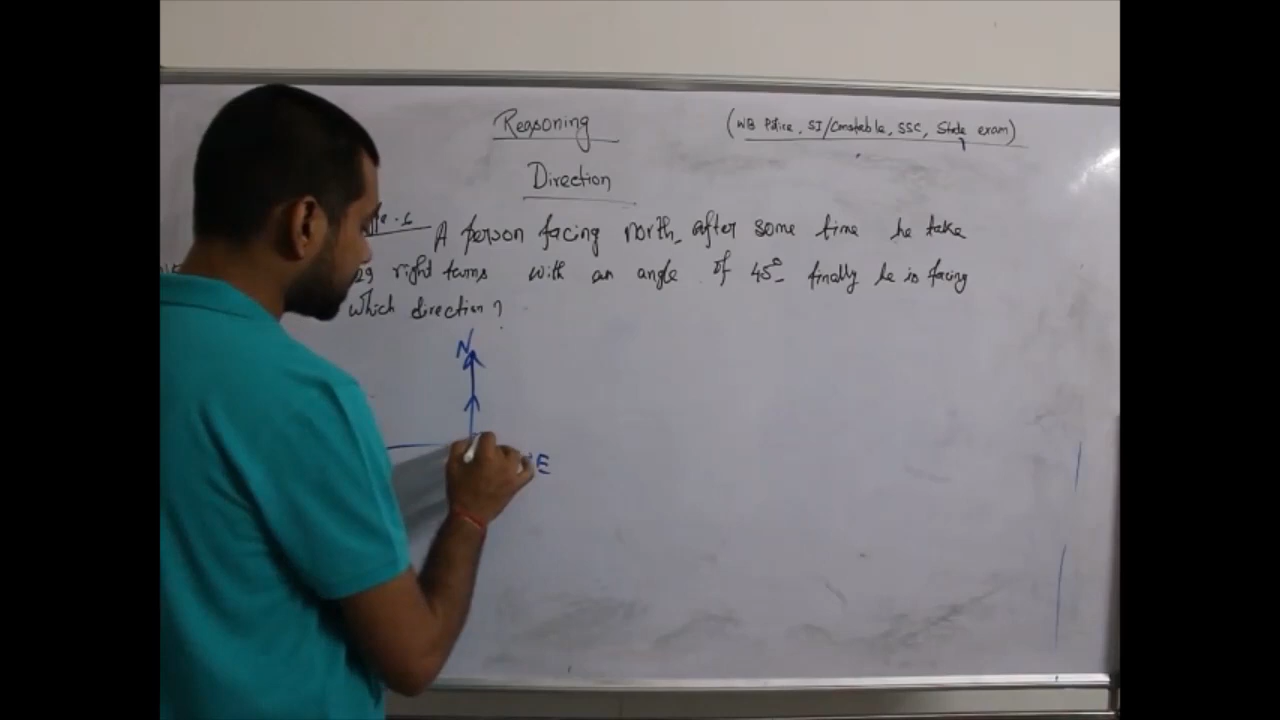 Reasoning
(WB Police, SI/Constable, SSC, State exam)
Direction
A person facing north, after some time he take
29 right turns with an angle of 45° finally he is facing
which direction?
N
E